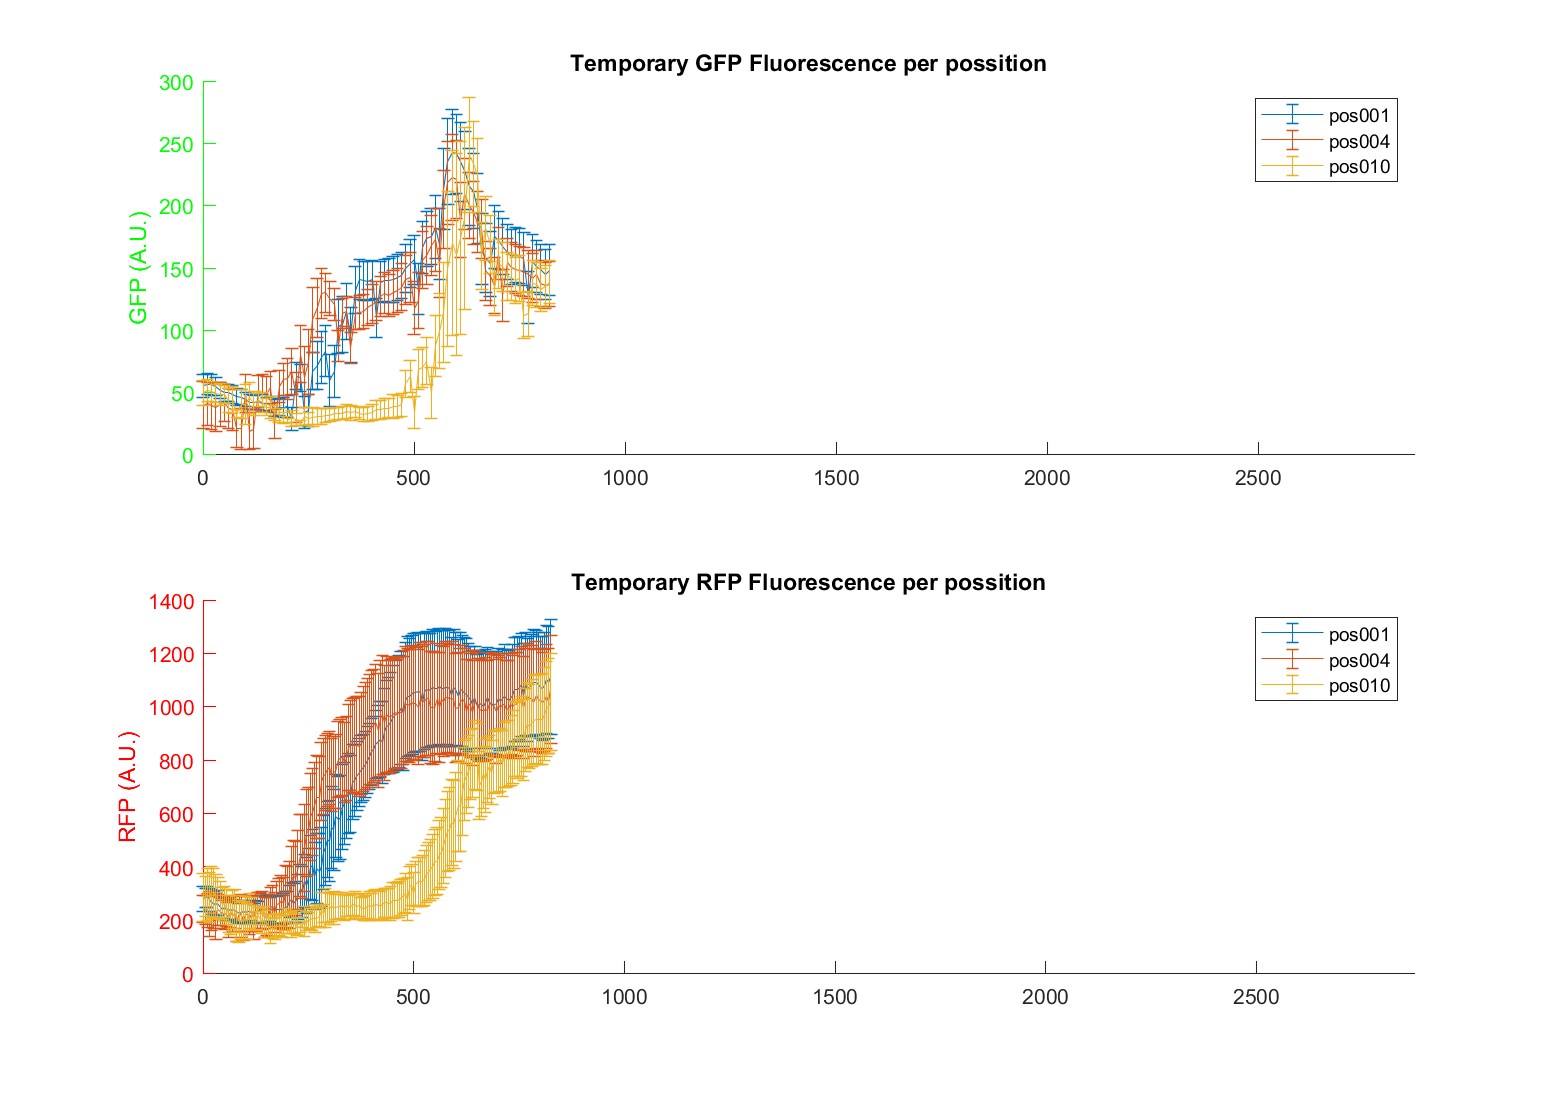 Temporary GFP Fluorescence per possition
300
250
200
150
100
50
0
GFP (A.U.)
0 500 1000 1500 2000 2500
pos001
pos004
pos010
Temporary RFP Fluorescence per possition
1400
1200
1000
800
600
400
200
0
RFP (A.U.)
0 500 1000 1500 2000 2500
pos001
pos004
pos010